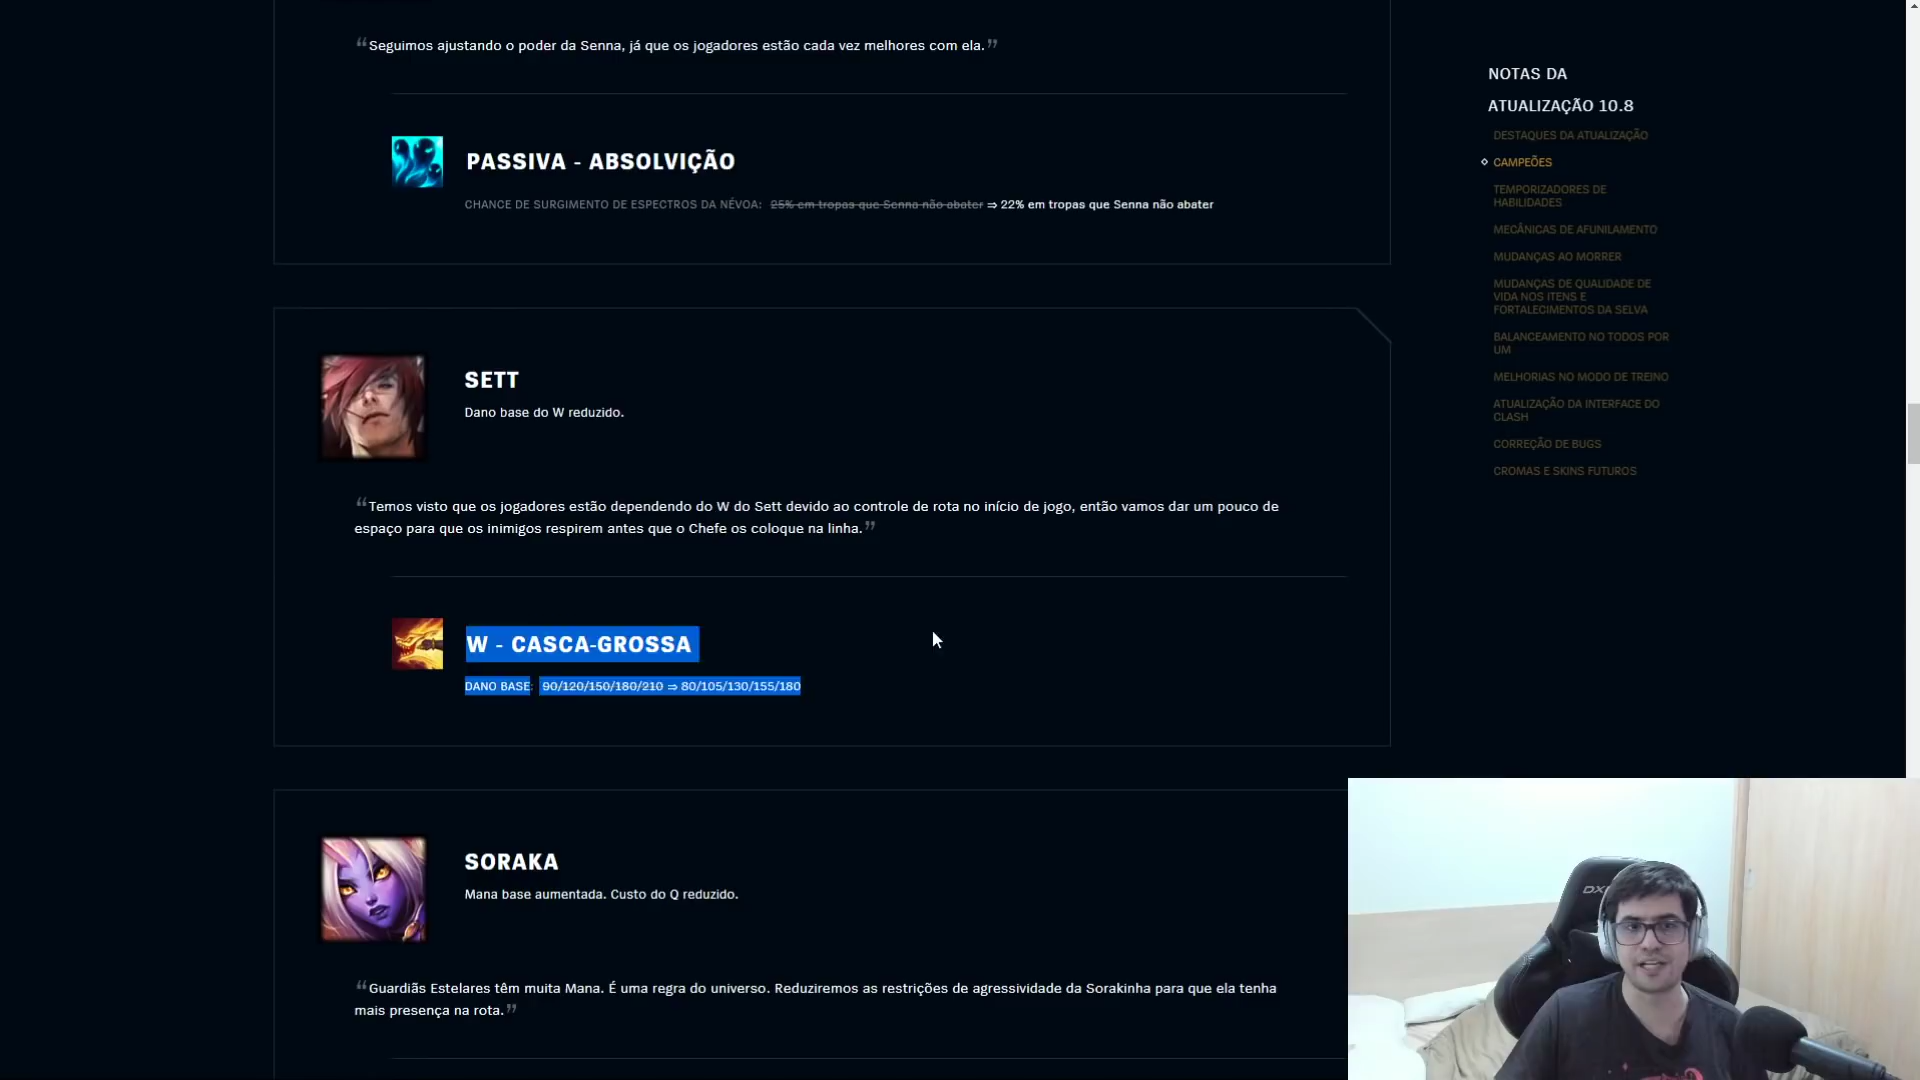 “Seguimos ajustando o poder da Senna, já que os jogadores estão cada vez melhores com ela.”
PASSIVA - ABSOLVIÇÃO
CHANCE DE SURGIMENTO DE ESPECTROS DA NÉVOA: 25% em tropas que Senna não abater ⇒ 22% em tropas que Senna não abater
SETT
Dano base do W reduzido.
“Temos visto que os jogadores estão dependendo do W do Sett devido ao controle de rota no início de jogo, então vamos dar um pouco de
espaço para que os inimigos respirem antes que o Chefe os coloque na linha.”
W - CASCA-GROSSA
DANO BASE: 90/120/150/180/210 ⇒ 80/105/130/155/180
SORAKA
Mana base aumentada. Custo do Q reduzido.
“Guardiãs Estelares têm muita Mana. É uma regra do universo. Reduziremos as restrições de agressividade da Sorakinha para que ela tenha
mais presença na rota.”
NOTAS DA
ATUALIZAÇÃO 10.8
DESTAQUES DA ATUALIZAÇÃO
CAMPEÕES
TEMPORIZADORES DE
HABILIDADES
MECÂNICAS DE AFUNILAMENTO
MUDANÇAS AO MORRER
MUDANÇAS DE QUALIDADE DE
VIDA NOS ITENS E
FORTALECIMENTOS DA SELVA
BALANCEAMENTO NO TODOS POR
UM
MELHORIAS NO MODO DE TREINO
ATUALIZAÇÃO DA INTERFACE DO
CLASH
CORREÇÃO DE BUGS
CROMAS E SKINS FUTUROS